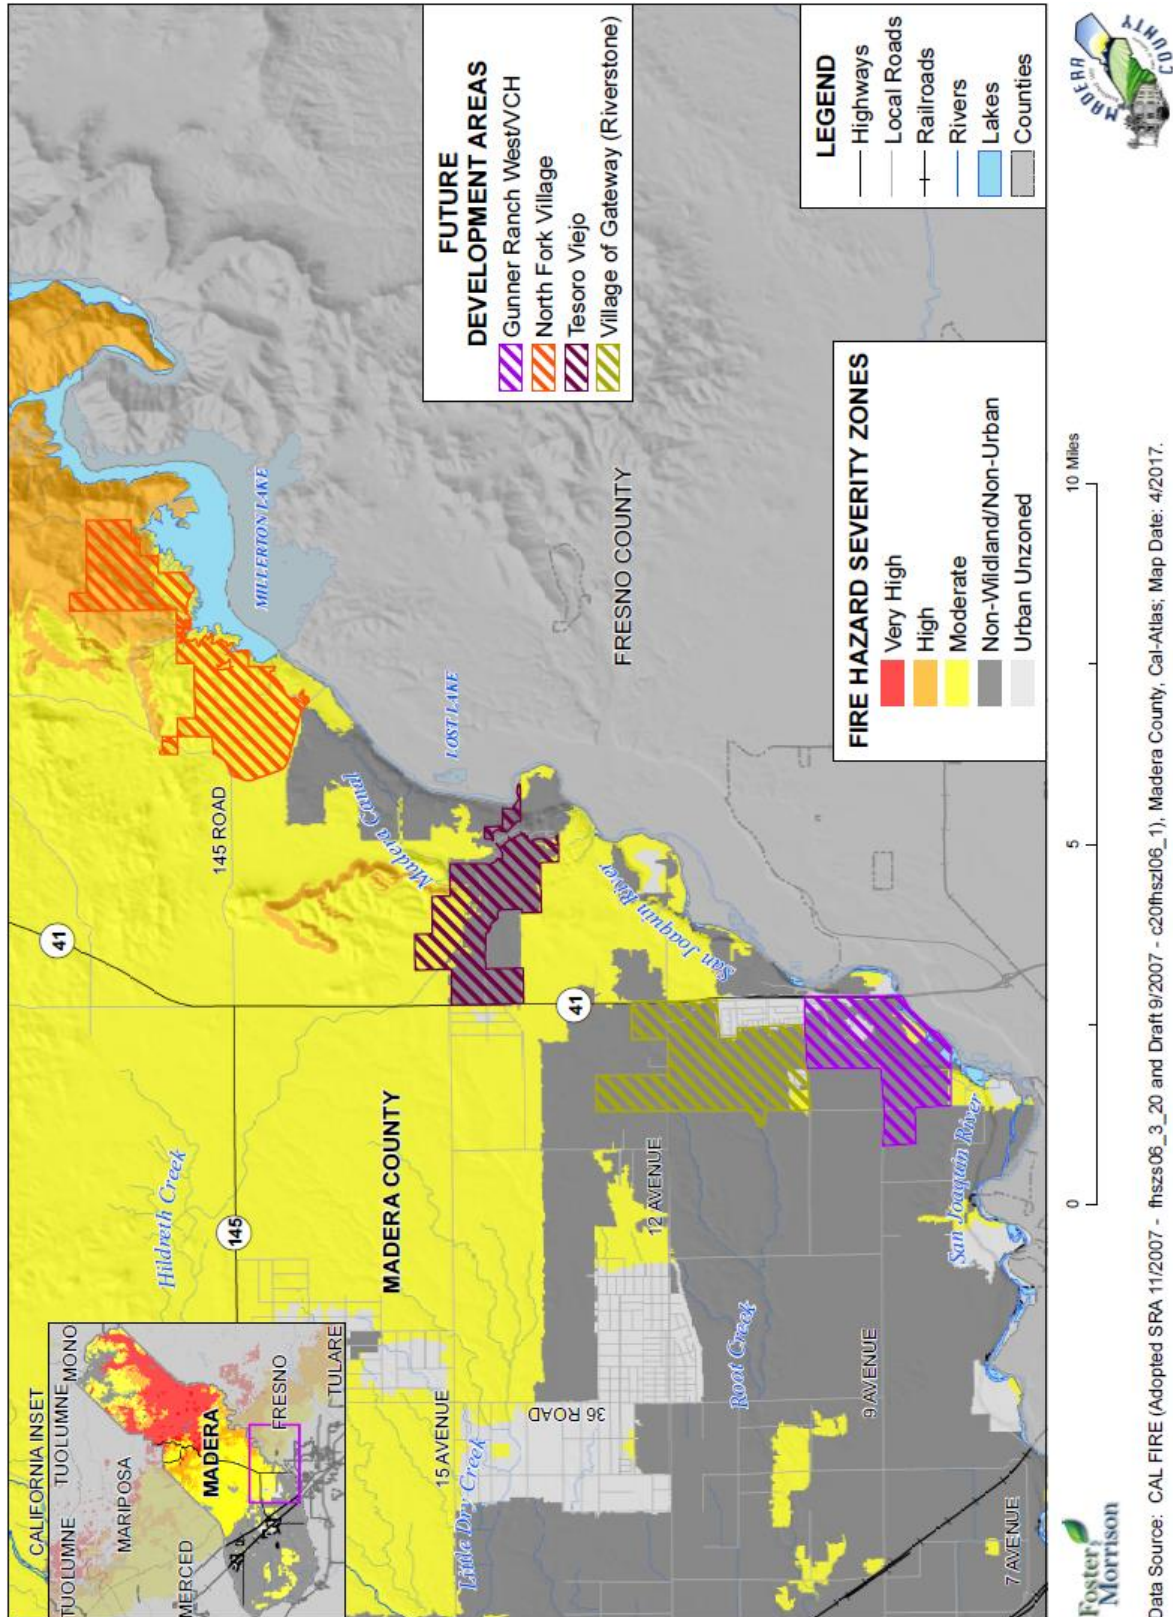 CALIFORNIA INSET
TUOLUMNE
TUOLUMNE
MONO
MARIPOSA
MERCED
MADERA
FRESNO
TULARE
Hildreth Creek
145
41
145 ROAD
MADERA COUNTY
Madera Canal
MILLERTON LAKE
LOST LAKE
FRESNO COUNTY
41
San Joaquin River
15 AVENUE
Little Dry Creek
36 ROAD
12 AVENUE
Root Creek
9 AVENUE
San Joaquin River
7 AVENUE
FUTURE
DEVELOPMENT AREAS
Gunner Ranch West/VCH
North Fork Village
Tesoro Viejo
Village of Gateway (Riverstone)
FIRE HAZARD SEVERITY ZONES
Very High
High
Moderate
Non-Wildland/Non-Urban
Urban Unzoned
LEGEND
Highways
Local Roads
Railroads
Rivers
Lakes
Counties
0
5
10 Miles
Foster
Morrison
MADERA
COUNTY
Data Source: CAL FIRE (Adopted SRA 11/2007 - fhszs06_3_20 and Draft 9/2007 - c20fhszl06_1), Madera County, Cal-Atlas; Map Date: 4/2017.